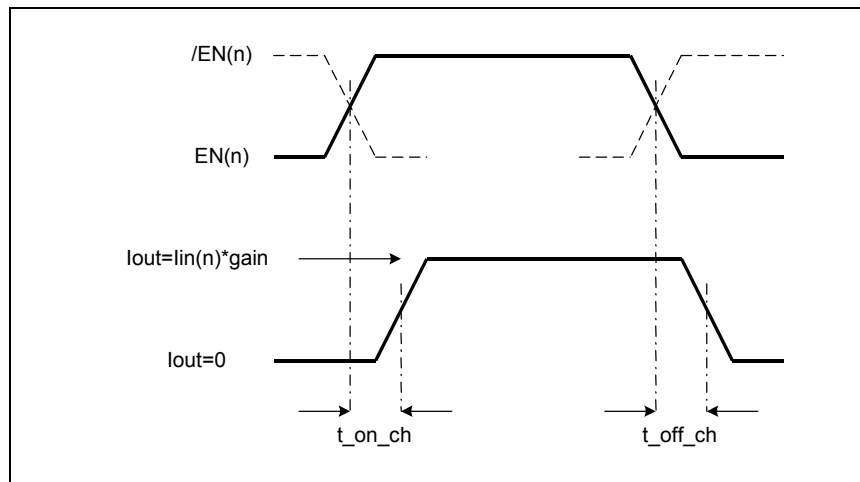 /EN(n)
EN(n)
Iout=Iin(n)*gain
Iout=0
t_on_ch
t_off_ch